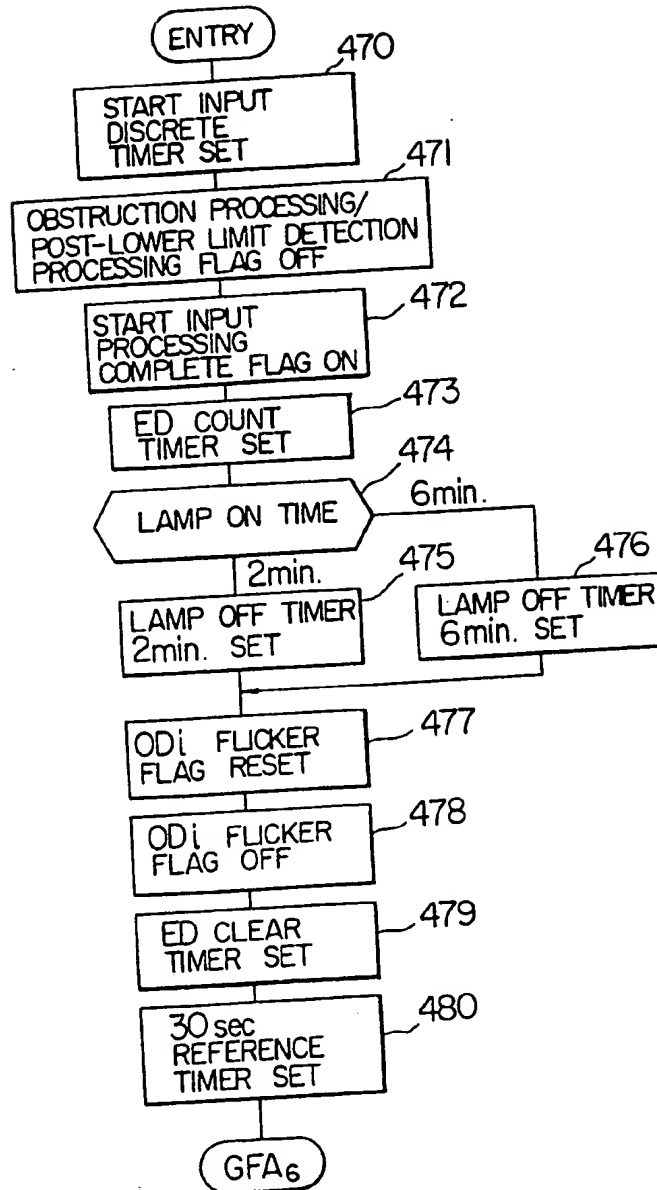 ENTRY
470
START INPUT
DISCRETE
TIMER SET
471
OBSTRUCTION PROCESSING/
POST-LOWER LIMIT DETECTION
PROCESSING FLAG OFF
472
START INPUT
PROCESSING
COMPLETE FLAG ON
473
ED COUNT
TIMER SET
474
LAMP ON TIME
6min.
2min.
475
LAMP OFF TIMER
2min. SET
476
LAMP OFF TIMER
6min. SET
477
ODi FLICKER
FLAG RESET
478
ODi FLICKER
FLAG OFF
479
ED CLEAR
TIMER SET
480
30sec
REFERENCE
TIMER SET
GFA6